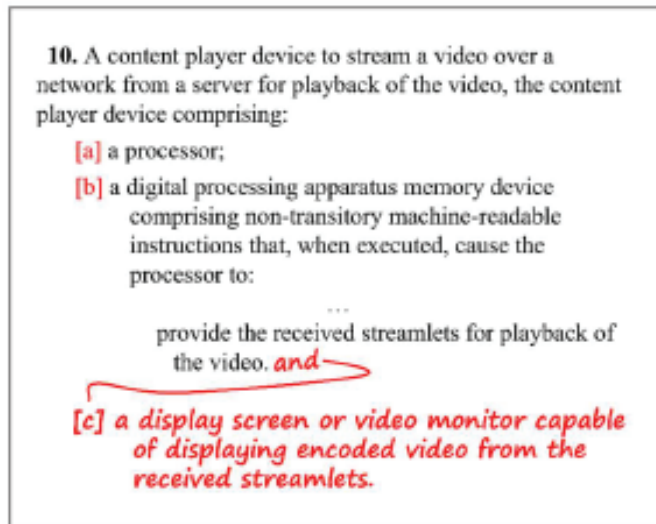 10. A content player device to stream a video over a
network from a server for playback of the video, the content
player device comprising:
[a] a processor;
[b] a digital processing apparatus memory device
comprising non-transitory machine-readable
instructions that, when executed, cause the
processor to:
...
provide the received streamlets for playback of
the video. and
[c] a display screen or video monitor capable
of displaying encoded video from the
received streamlets.